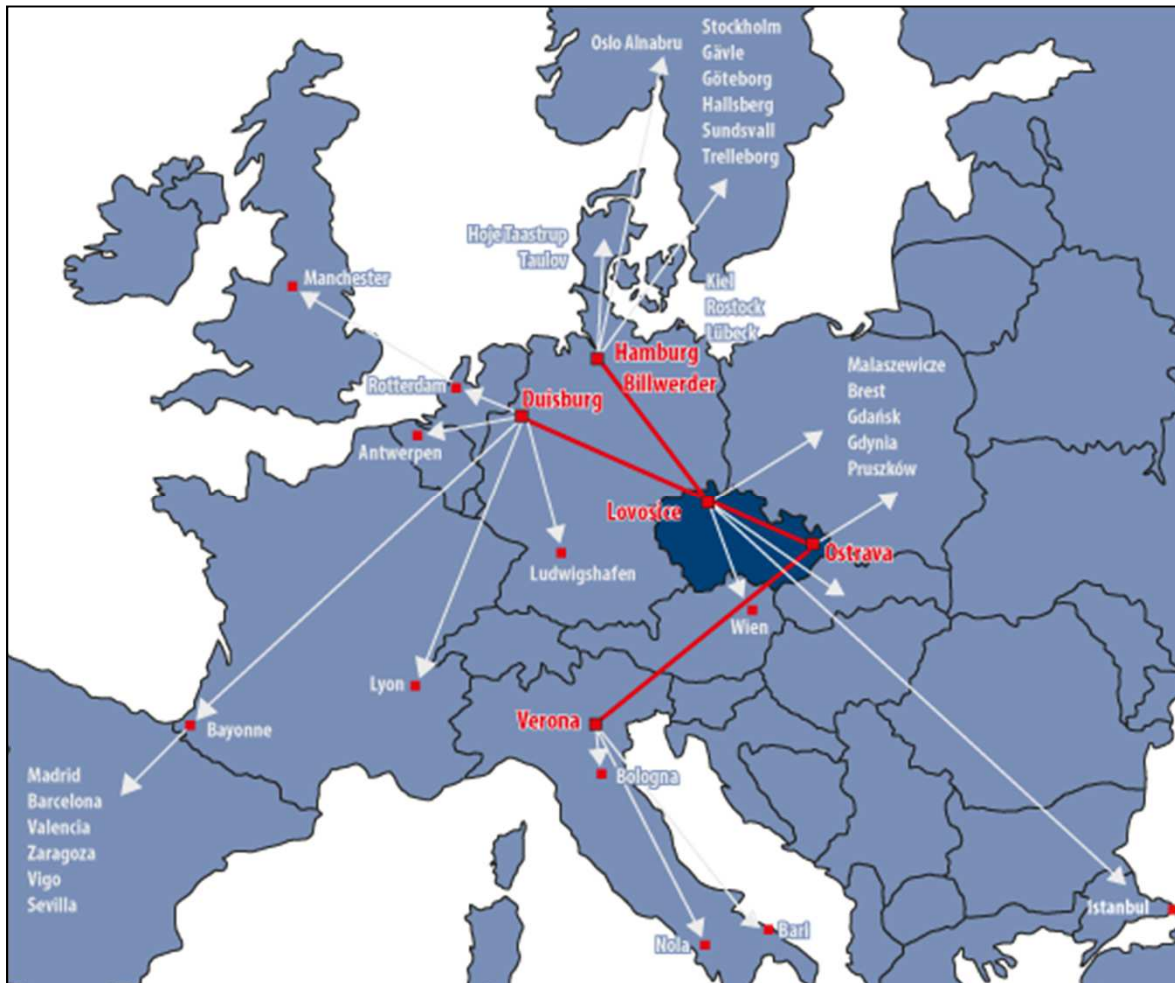 Oslo Alnabru
Stockholm
Gävle
Göteborg
Hallsberg
Sundsvall
Trelleborg
Hoje Taastrup
Taulov
Manchester
Kiel
Rostock
Lübeck
Hamburg
Billwerder
Rotterdam
Duisburg
Antwerpen
Malaszewicze
Brest
Gdańsk
Gdynia
Pruszków
Lovosice
Ostrava
Ludwigshafen
Wien
Lyon
Verona
Bayonne
Bologna
Madrid
Barcelona
Valencia
Zaragoza
Vigo
Sevilla
Istanbul
Nola
Bari